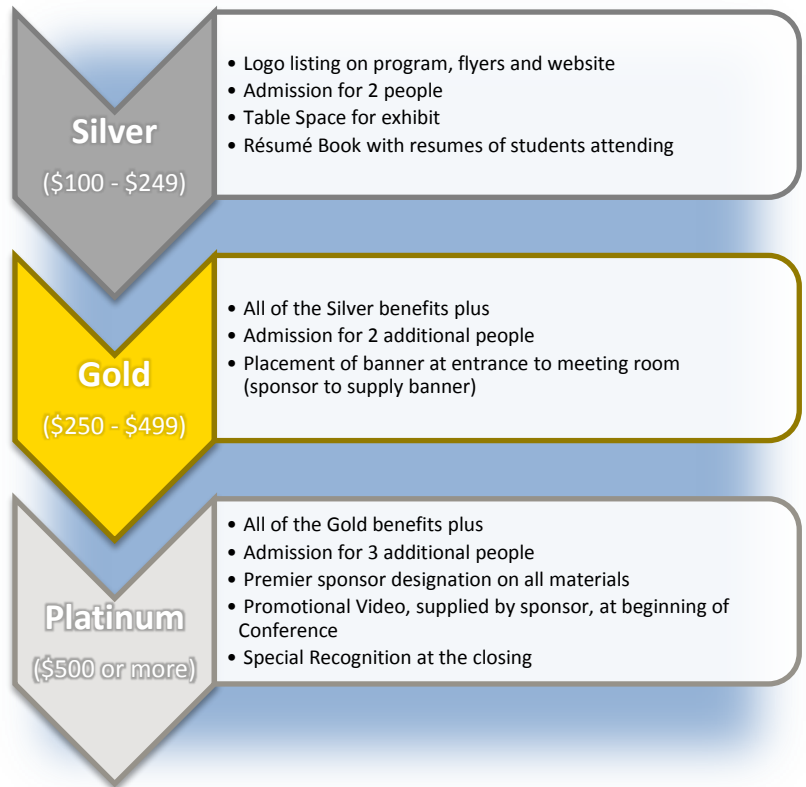 Silver
($100 - $249)
• Logo listing on program, flyers and website
• Admission for 2 people
• Table Space for exhibit
• Résumé Book with resumes of students attending
Gold
($250 - $499)
• All of the Silver benefits plus
• Admission for 2 additional people
• Placement of banner at entrance to meeting room
(sponsor to supply banner)
Platinum
($500 or more)
• All of the Gold benefits plus
• Admission for 3 additional people
• Premier sponsor designation on all materials
• Promotional Video, supplied by sponsor, at beginning of
Conference
• Special Recognition at the closing